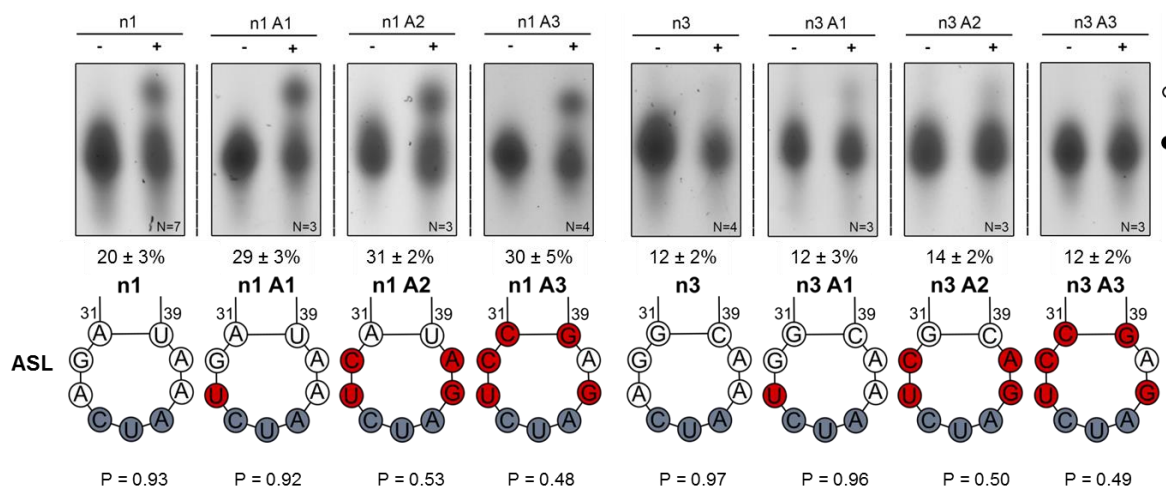 n1 n1 A1 n1 A2 n1 A3 n3 n3 A1 n3 A2 n3 A3
- + - + - + - + - + - + - + - +
N=7 N=3 N=3 N=4 N=4 N=3 N=3 N=3
20 ± 3% 29 ± 3% 31 ± 2% 30 ± 5% 12 ± 2% 12 ± 3% 14 ± 2% 12 ± 2%
n1 n1 A1 n1 A2 n1 A3 n3 n3 A1 n3 A2 n3 A3
31 39 31 39 31 39 31 39 31 39 31 39 31 39 31 39
A U A U A U C G G C G C G C C G
G A G A C A C A G A G A C A C A
ASL
A A U A U G U G A A U A U G U G
C U A C U A C U A C U A C U A C U A C U A C U A
P = 0.93 P = 0.92 P = 0.53 P = 0.48 P = 0.97 P = 0.96 P = 0.50 P = 0.49